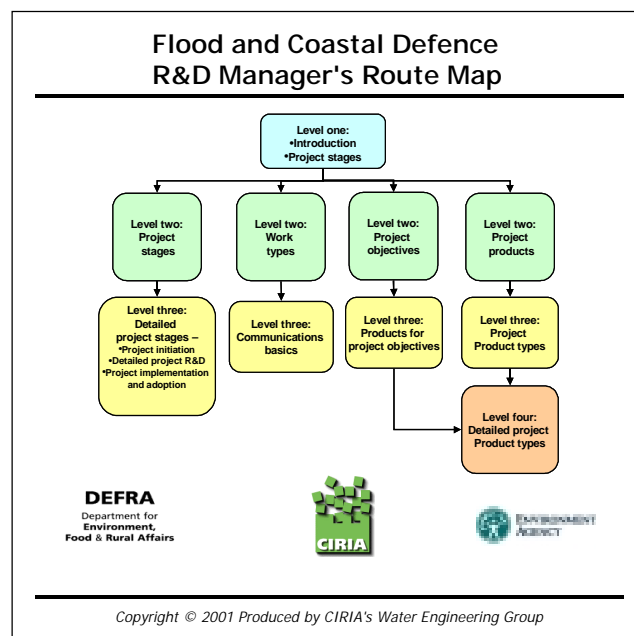 Flood and Coastal Defence
R&D Manager's Route Map
Level one:
•Introduction
•Project stages
Level two:
Project
stages
Level two:
Work
types
Level two:
Project
objectives
Level two:
Project
products
Level three:
Detailed
project stages –
•Project initiation
•Detailed project R&D
•Project implementation
and adoption
Level three:
Communications
basics
Level three:
Products for
project objectives
Level three:
Project
Product types
Level four:
Detailed project
Product types
DEFRA
Department for
Environment,
Food & Rural Affairs
CIRIA
ENVIRONMENT
AGENCY
Copyright © 2001 Produced by CIRIA's Water Engineering Group